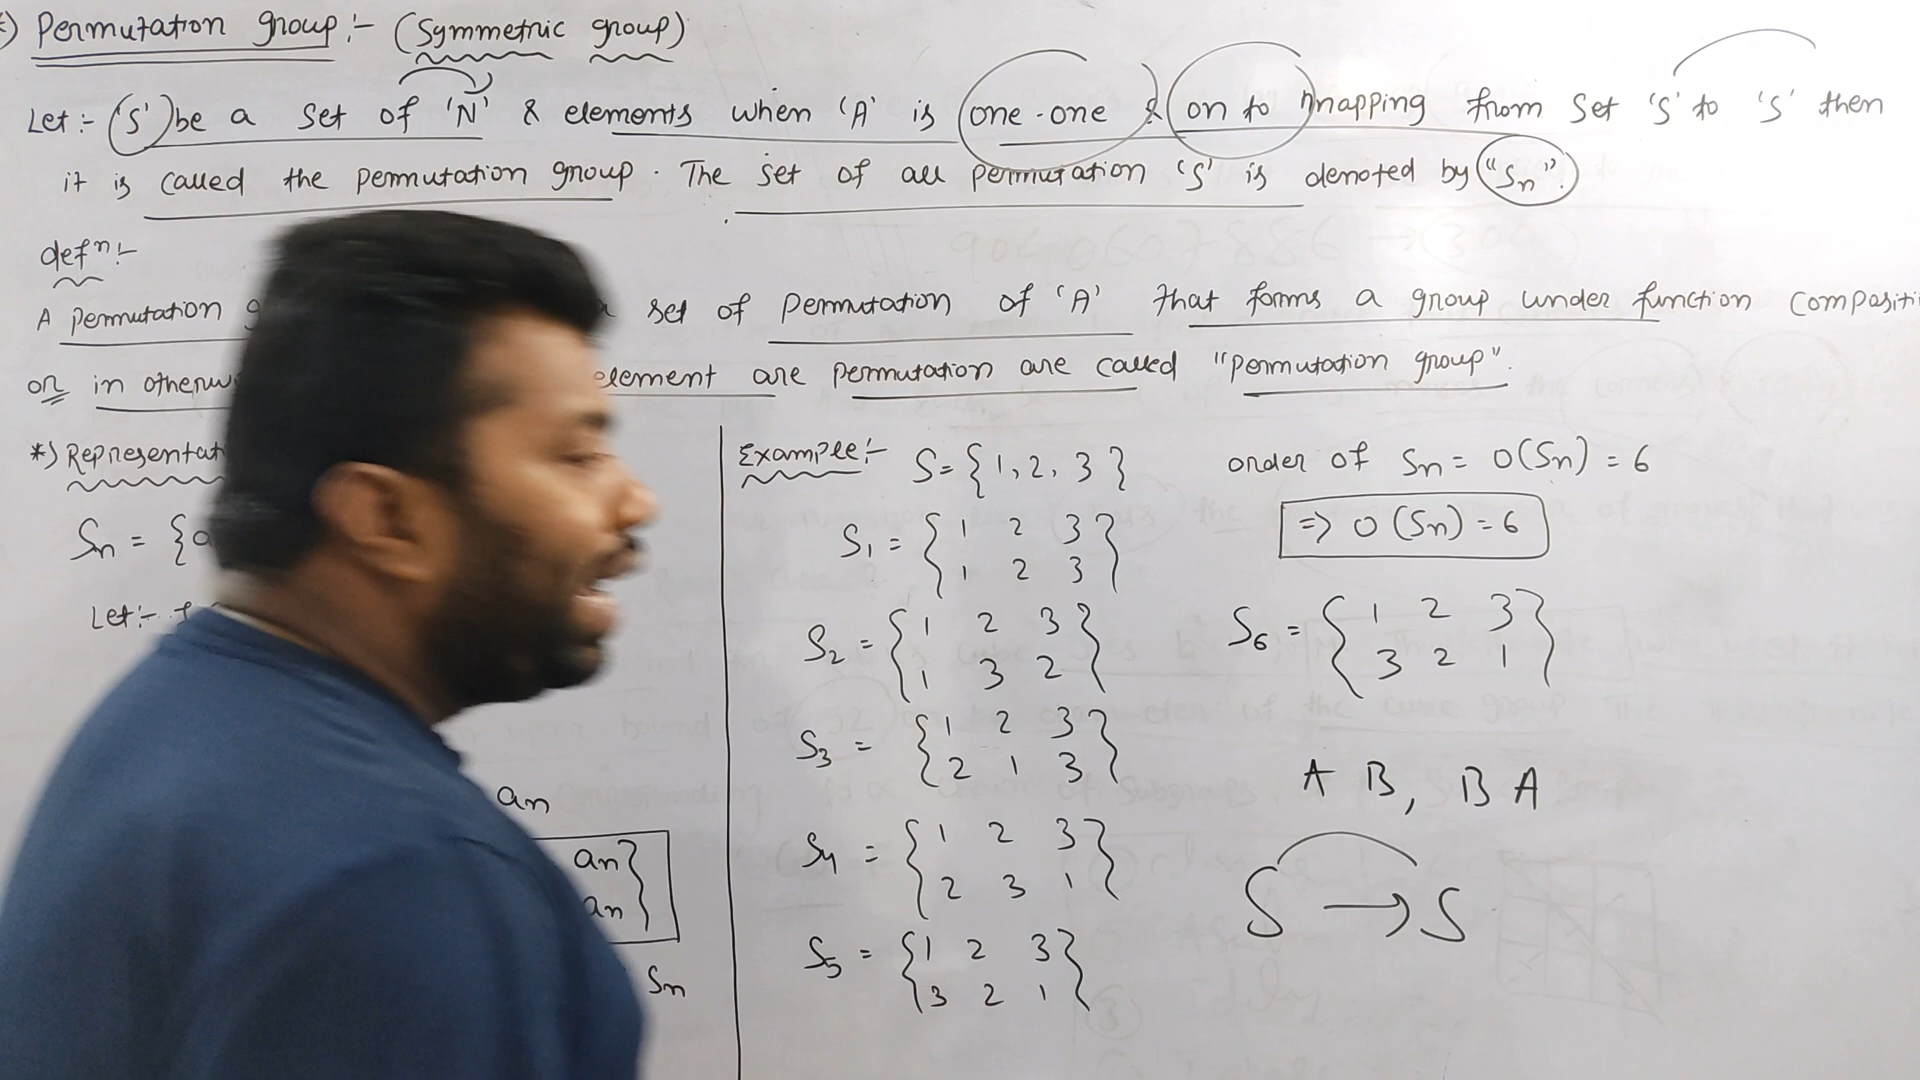 Permutation group :- (Symmetric group)
Let :- ('S') be a set of 'N' & elements when 'A' is one-one & on to mapping from set 'S' to 'S' then
it is called the permutation group. The set of all permutation 'S' is denoted by "Sn".
defⁿ:-
A permutation
set of permutation of 'A' that forms a group under function
or in
element are permutation are called "permutation group".
*)
Sn = {a
Let:-
an
an}
an
Sn
Example:- S = {1, 2, 3}
S1 = {1 2 3
1 2 3}
S2 = {1 2 3
1 3 2}
S3 = {1 2 3
2 1 3}
S4 = {1 2 3
2 3 1}
S5 = {1 2 3
3 2 1}
order of Sn = O(Sn) = 6
=> O(Sn) = 6
S6 = {1 2 3
3 2 1}
A B, B A
S → S